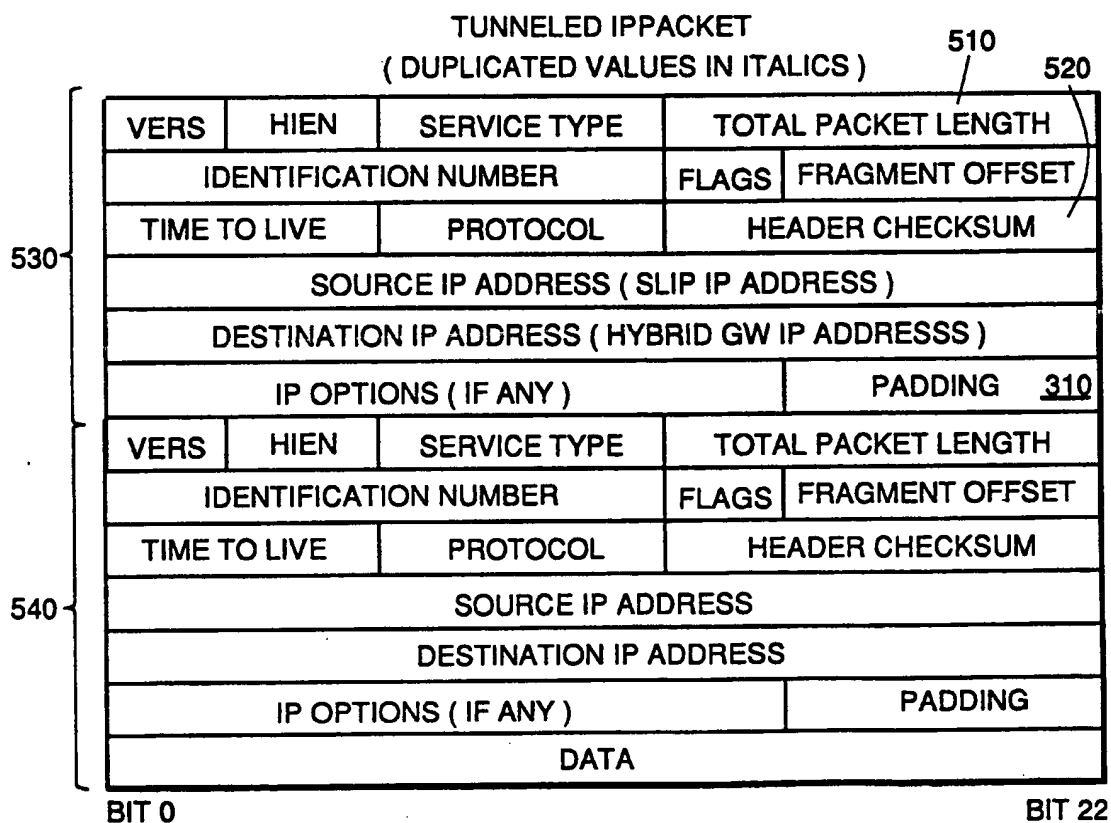 TUNNELED IPPACKET
( DUPLICATED VALUES IN ITALICS )
510
520
VERS HIEN SERVICE TYPE TOTAL PACKET LENGTH
IDENTIFICATION NUMBER FLAGS FRAGMENT OFFSET
TIME TO LIVE PROTOCOL HEADER CHECKSUM
530
SOURCE IP ADDRESS ( SLIP IP ADDRESS )
DESTINATION IP ADDRESS ( HYBRID GW IP ADDRESSS )
IP OPTIONS ( IF ANY ) PADDING 310
VERS HIEN SERVICE TYPE TOTAL PACKET LENGTH
IDENTIFICATION NUMBER FLAGS FRAGMENT OFFSET
TIME TO LIVE PROTOCOL HEADER CHECKSUM
540
SOURCE IP ADDRESS
DESTINATION IP ADDRESS
IP OPTIONS ( IF ANY ) PADDING
DATA
BIT 0 BIT 22